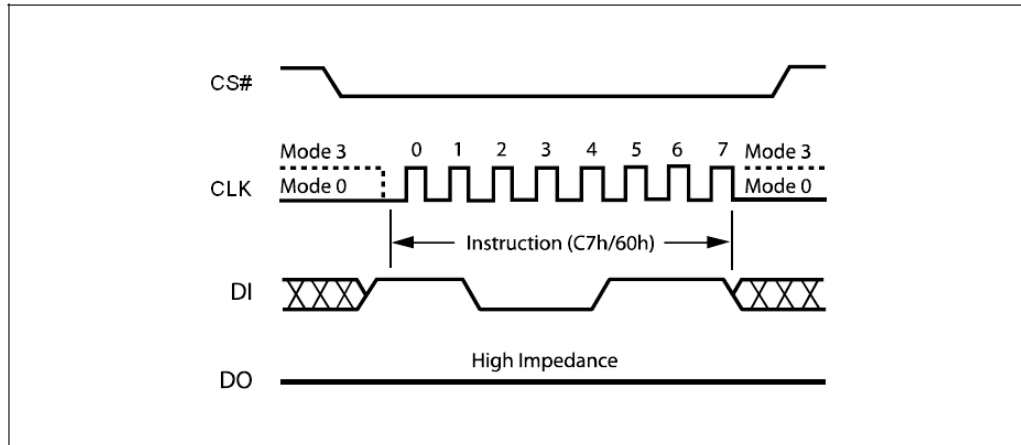 CS#
Mode 3 0 1 2 3 4 5 6 7 Mode 3
CLK Mode 0 Mode 0
Instruction (C7h/60h)
DI
High Impedance
DO